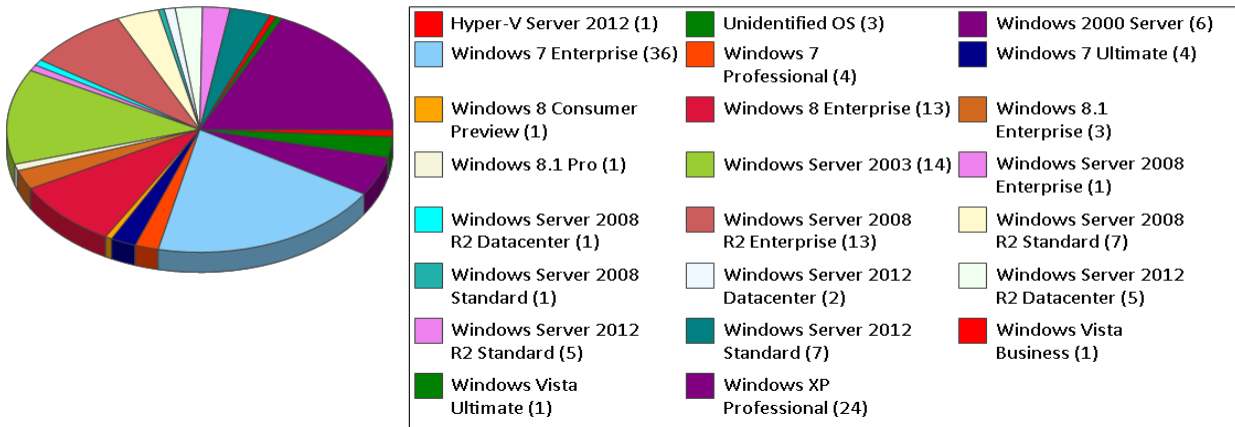 Hyper-V Server 2012 (1)
Unidentified OS (3)
Windows 2000 Server (6)
Windows 7 Enterprise (36)
Windows 7
Professional (4)
Windows 7 Ultimate (4)
Windows 8 Consumer
Preview (1)
Windows 8 Enterprise (13)
Windows 8.1
Enterprise (3)
Windows 8.1 Pro (1)
Windows Server 2003 (14)
Windows Server 2008
Enterprise (1)
Windows Server 2008
R2 Datacenter (1)
Windows Server 2008
R2 Enterprise (13)
Windows Server 2008
R2 Standard (7)
Windows Server 2008
Standard (1)
Windows Server 2012
Datacenter (2)
Windows Server 2012
R2 Datacenter (5)
Windows Server 2012
R2 Standard (5)
Windows Server 2012
Standard (7)
Windows Vista
Business (1)
Windows Vista
Ultimate (1)
Windows XP
Professional (24)